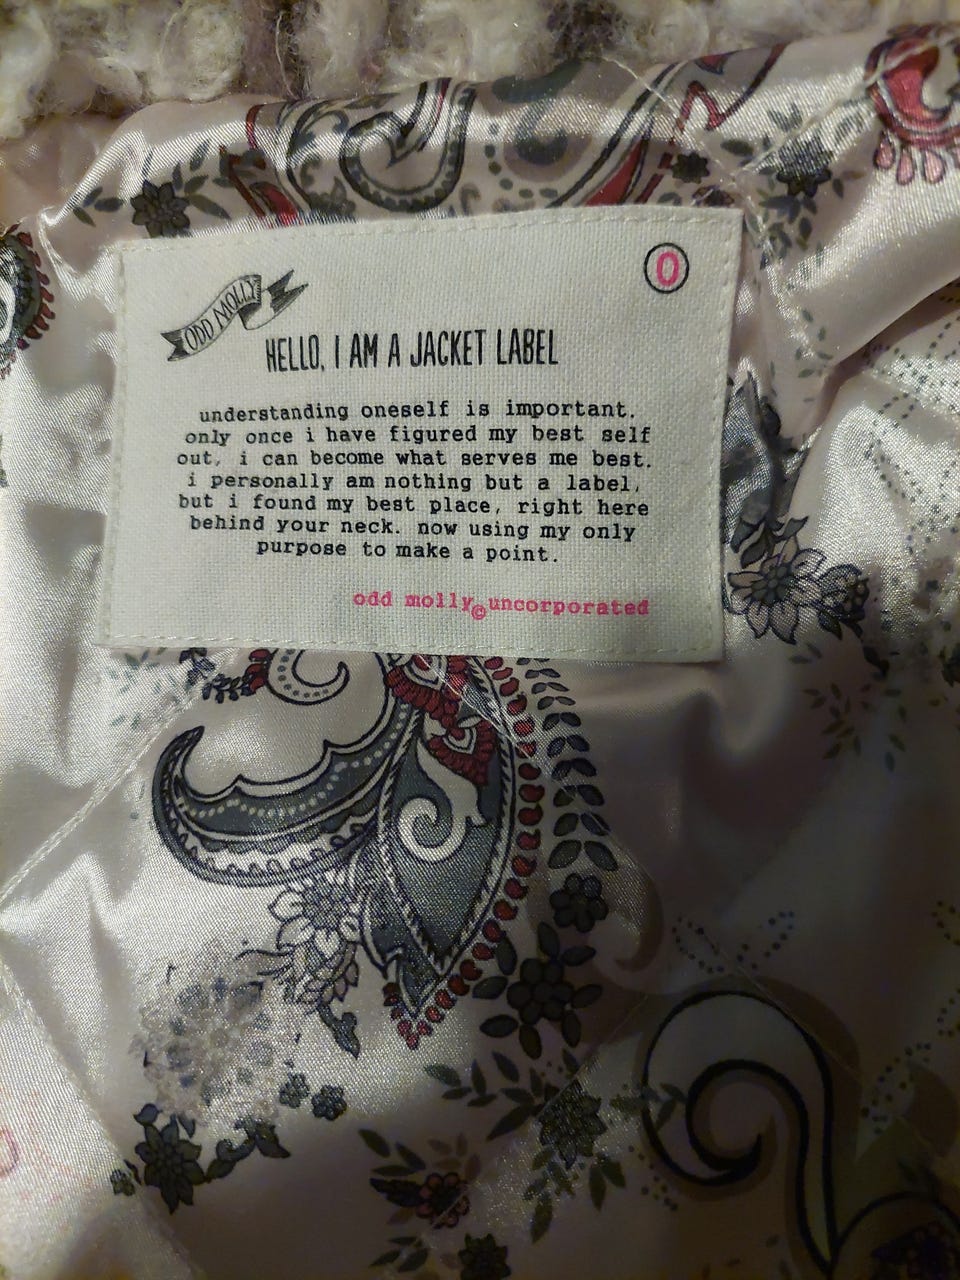 ODD MOLLY
0
HELLO, I AM A JACKET LABEL
understanding oneself is important.
only once i have figured my best self
out, i can become what serves me best.
i personally am nothing but a label,
but i found my best place, right here
behind your neck. now using my only
purpose to make a point.
odd molly©uncorporated